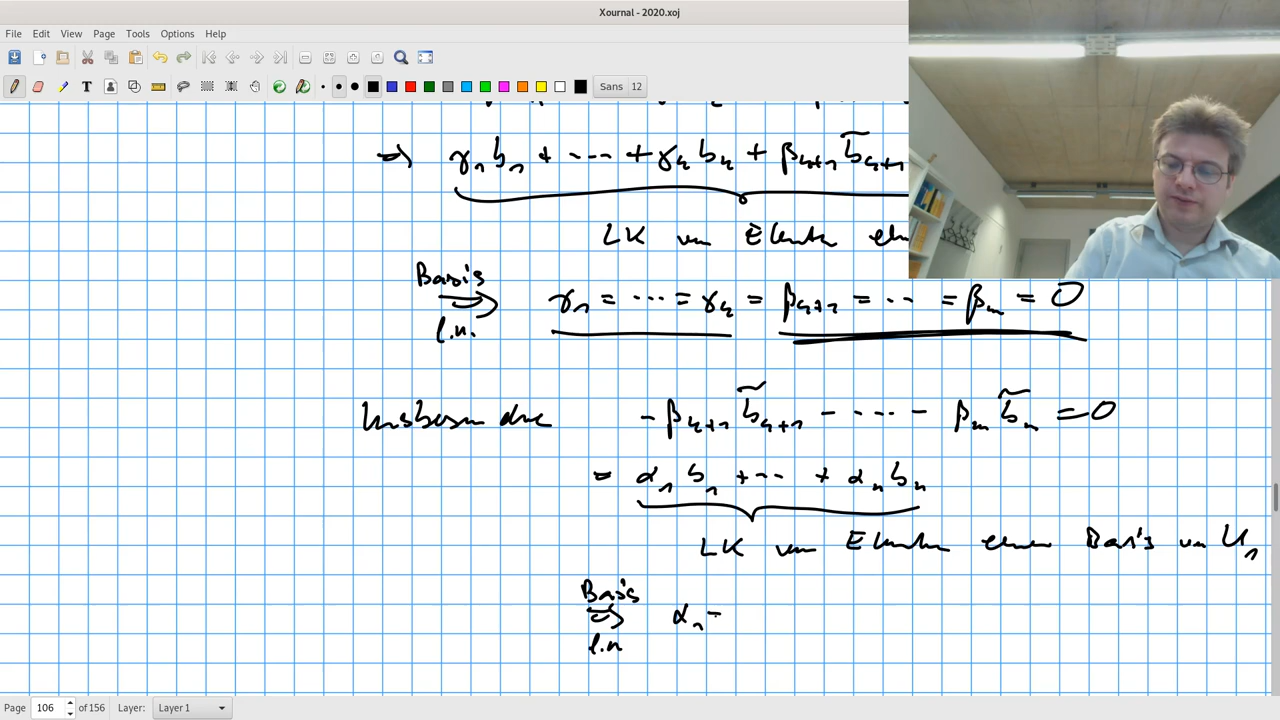 Xournal - 2020.xoj
File Edit View Page Tools Options Help
Sans 12
⇒ γ₁b₁ + ⋯ + γₖbₖ + βₖ₊₁b̃ₖ₊₁
LK von Elementen
Basis
⇒ γ₁ = ⋯ = γₖ = βₖ₊₁ = ⋯ = βₘ = 0
l.u.
Insbesondere -βₖ₊₁b̃ₖ₊₁ - ⋯ - βₘb̃ₘ = 0
= α₁b₁ + ⋯ + αₙbₙ
LK von Elementen einer Basis von U₁
Basis
⇒ α₁ =
l.u
Page 106 of 156 Layer: Layer 1